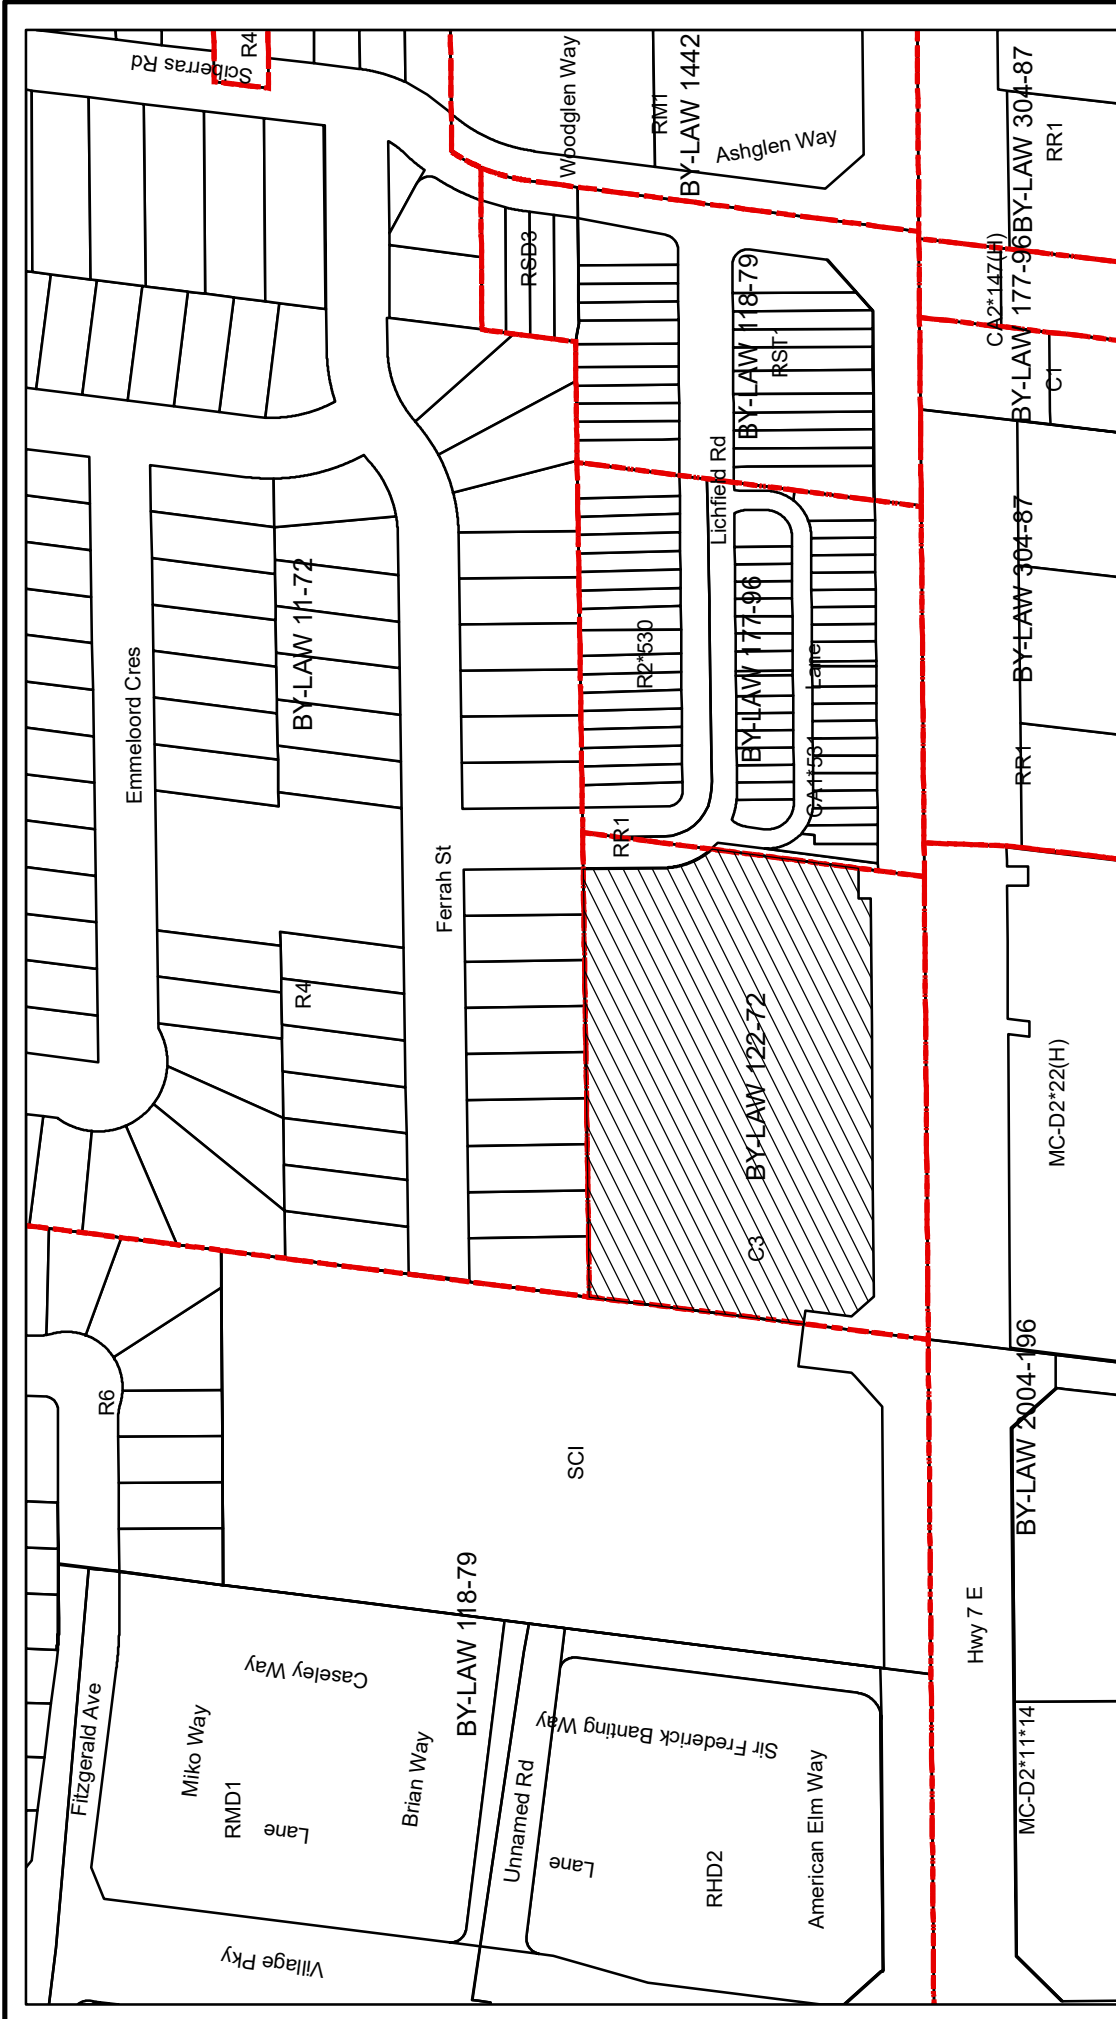 Sciberras Rd
R4
Woodglen Way
RM1
BY-LAW 1442
Ashglen Way
BY-LAW 304-87
RR1
RSD3
BY-LAW 118-79
RST1
CA2*147(H)
BY-LAW 177-96
C1
Lichfield Rd
BY-LAW 11-72
Emmeloord Cres
R2*530
BY-LAW 177-96
Lane
CA1*531
BY-LAW 304-87
RR1
RR1
Ferrah St
R4
BY-LAW 122-72
C3
MC-D2*22(H)
R6
SCI
BY-LAW 2004-196
Hwy 7 E
BY-LAW 118-79
Fitzgerald Ave
Miko Way
Caseley Way
RMD1
Lane
Brian Way
Unnamed Rd
Sir Frederick Banting Way
Lane
RHD2
American Elm Way
MC-D2*11*14
Village Pky